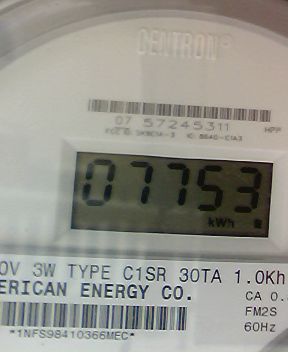 CENTRON®
07 57245311
HPP
07753
kWh
0V 3W TYPE C1SR 30TA 1.0Kh
ERICAN ENERGY CO.
CA 0.
FM2S
60Hz
*1NFS98410366MEC*